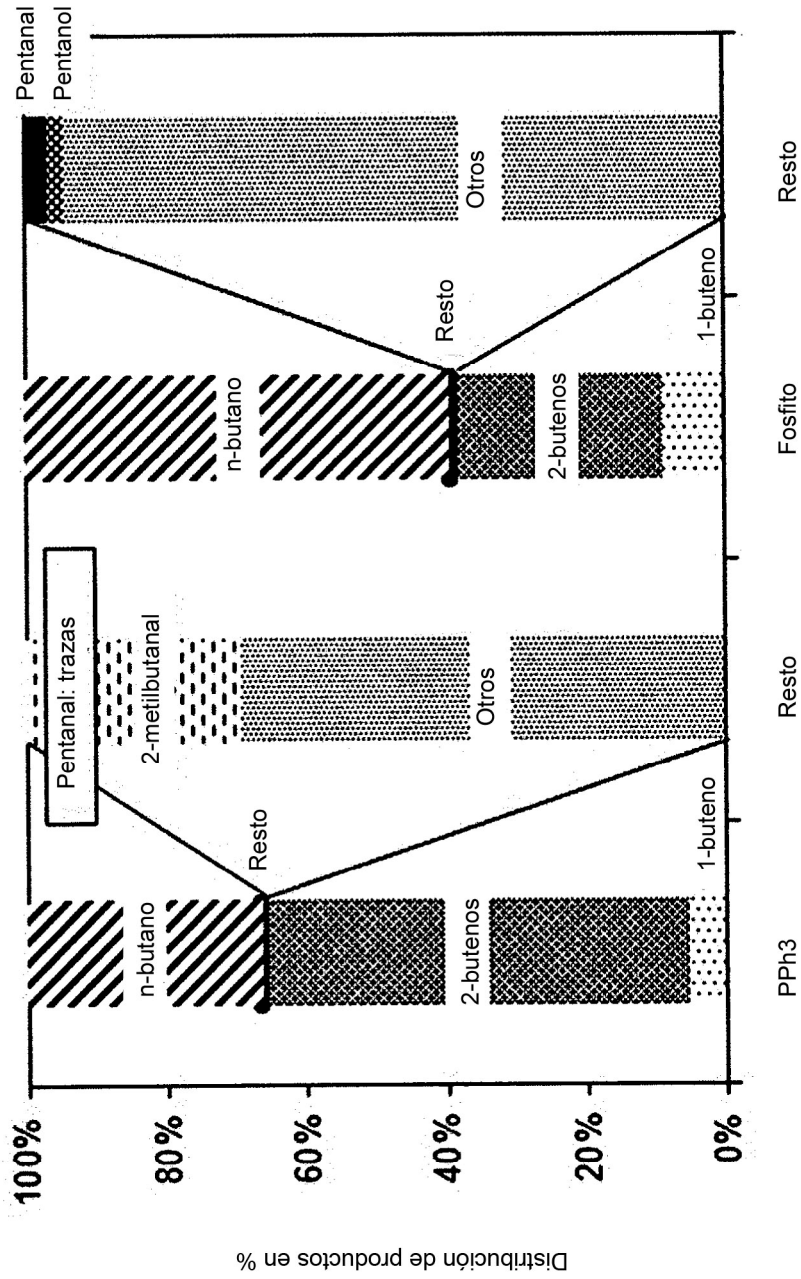 Distribución de productos en %
100%
80%
60%
40%
20%
0%
n-butano
Resto
2-butenos
1-buteno
PPh3
Pentanal: trazas
2-metilbutanal
Otros
Resto
n-butano
Resto
2-butenos
1-buteno
Fosfito
Pentanal
Pentanol
Otros
Resto